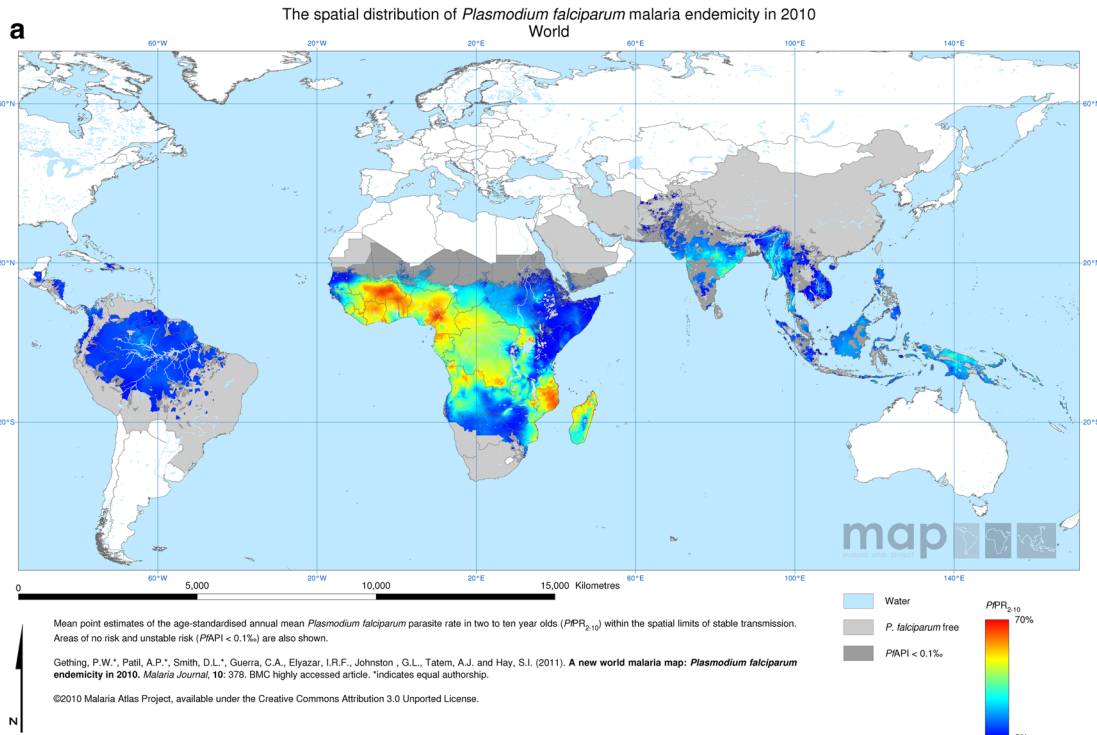 The spatial distribution of Plasmodium falciparum malaria endemicity in 2010
a
World
60°W 20°W 20°E 60°E 100°E 140°E
60°N 60°N
20°N 20°N
20°S 20°S
map
malaria atlas project
60°W 20°W 20°E 60°E 100°E 140°E
0 5,000 10,000 15,000 Kilometres
Water
P. falciparum free
PfAPI < 0.1‰
PfPR2-10
70%
0%
Mean point estimates of the age-standardised annual mean Plasmodium falciparum parasite rate in two to ten year olds (PfPR2-10) within the spatial limits of stable transmission.
Areas of no risk and unstable risk (PfAPI < 0.1‰) are also shown.
Gething, P.W.*, Patil, A.P.*, Smith, D.L.*, Guerra, C.A., Elyazar, I.R.F., Johnston , G.L., Tatem, A.J. and Hay, S.I. (2011). A new world malaria map: Plasmodium falciparum
endemicity in 2010. Malaria Journal, 10: 378. BMC highly accessed article. *indicates equal authorship.
©2010 Malaria Atlas Project, available under the Creative Commons Attribution 3.0 Unported License.
N